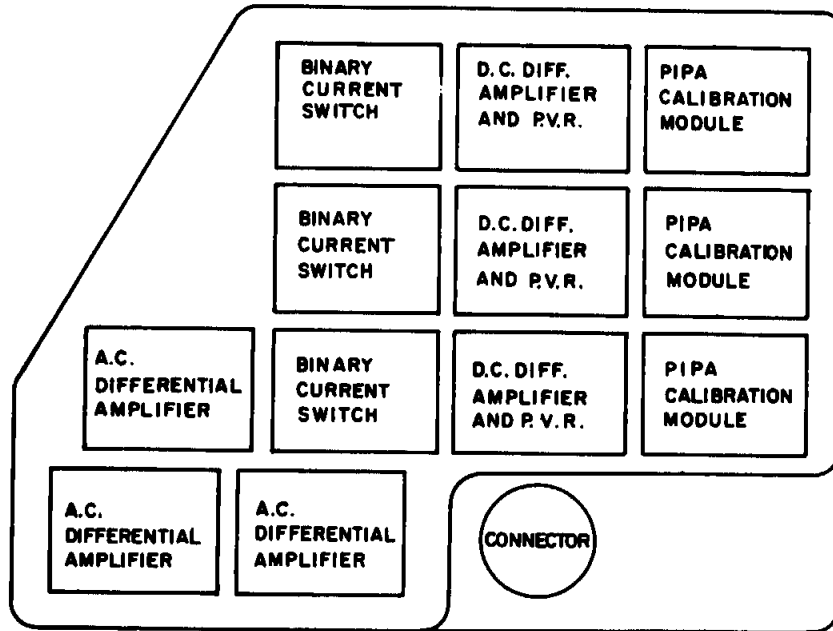 BINARY
CURRENT
SWITCH
D.C. DIFF.
AMPLIFIER
AND P.V.R.
PIPA
CALIBRATION
MODULE
BINARY
CURRENT
SWITCH
D.C. DIFF.
AMPLIFIER
AND P.V.R.
PIPA
CALIBRATION
MODULE
A.C.
DIFFERENTIAL
AMPLIFIER
BINARY
CURRENT
SWITCH
D.C. DIFF.
AMPLIFIER
AND P.V.R.
PIPA
CALIBRATION
MODULE
A.C.
DIFFERENTIAL
AMPLIFIER
A.C.
DIFFERENTIAL
AMPLIFIER
CONNECTOR